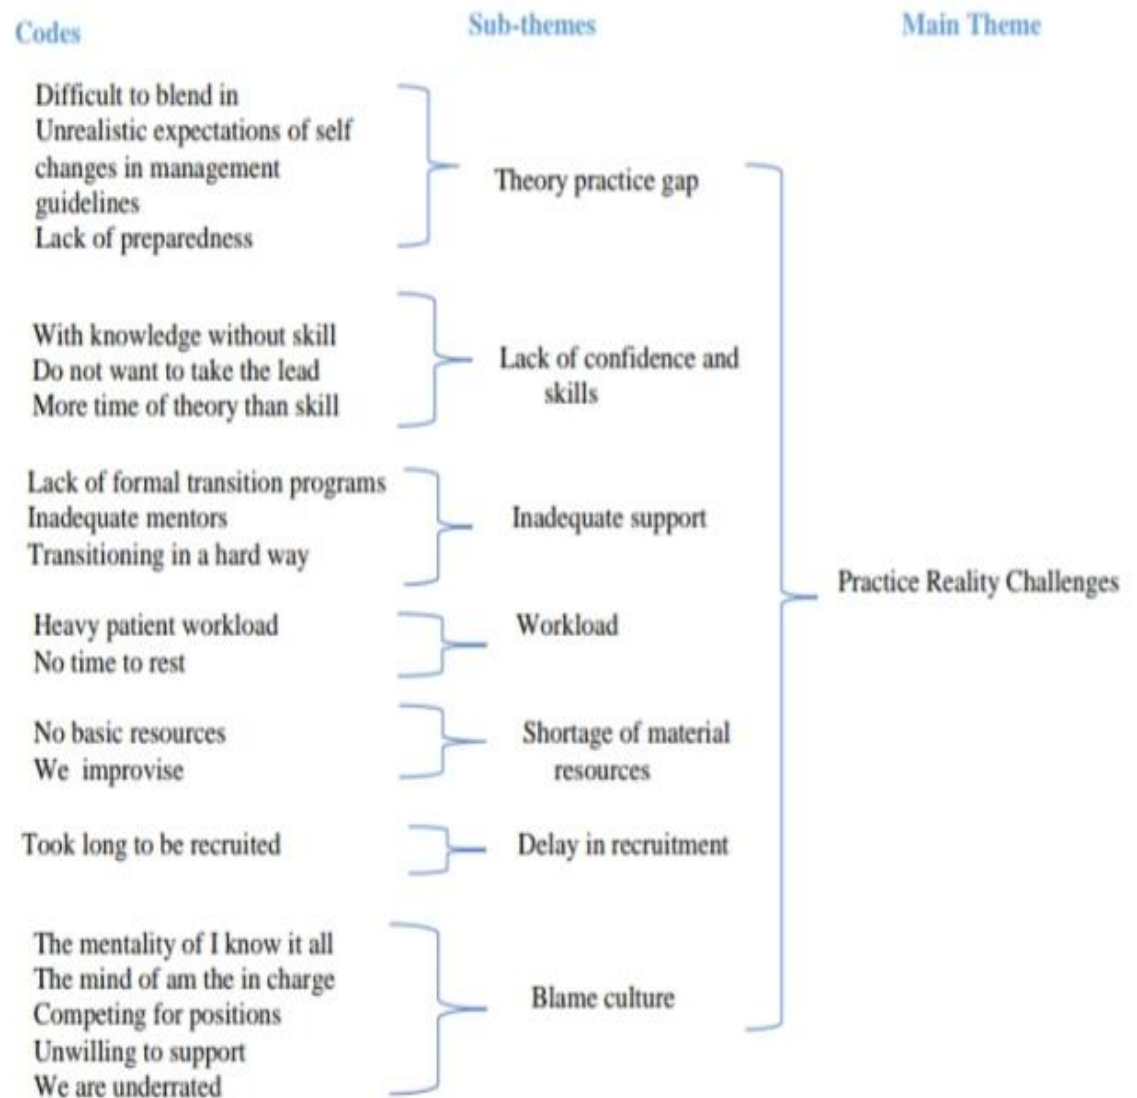 Codes
Sub-themes
Main Theme
Difficult to blend in
Unrealistic expectations of self
changes in management
guidelines
Lack of preparedness
Theory practice gap
With knowledge without skill
Do not want to take the lead
More time of theory than skill
Lack of confidence and
skills
Lack of formal transition programs
Inadequate mentors
Transitioning in a hard way
Inadequate support
Practice Reality Challenges
Heavy patient workload
No time to rest
Workload
No basic resources
We improvise
Shortage of material
resources
Took long to be recruited
Delay in recruitment
The mentality of I know it all
The mind of am the in charge
Competing for positions
Unwilling to support
We are underrated
Blame culture